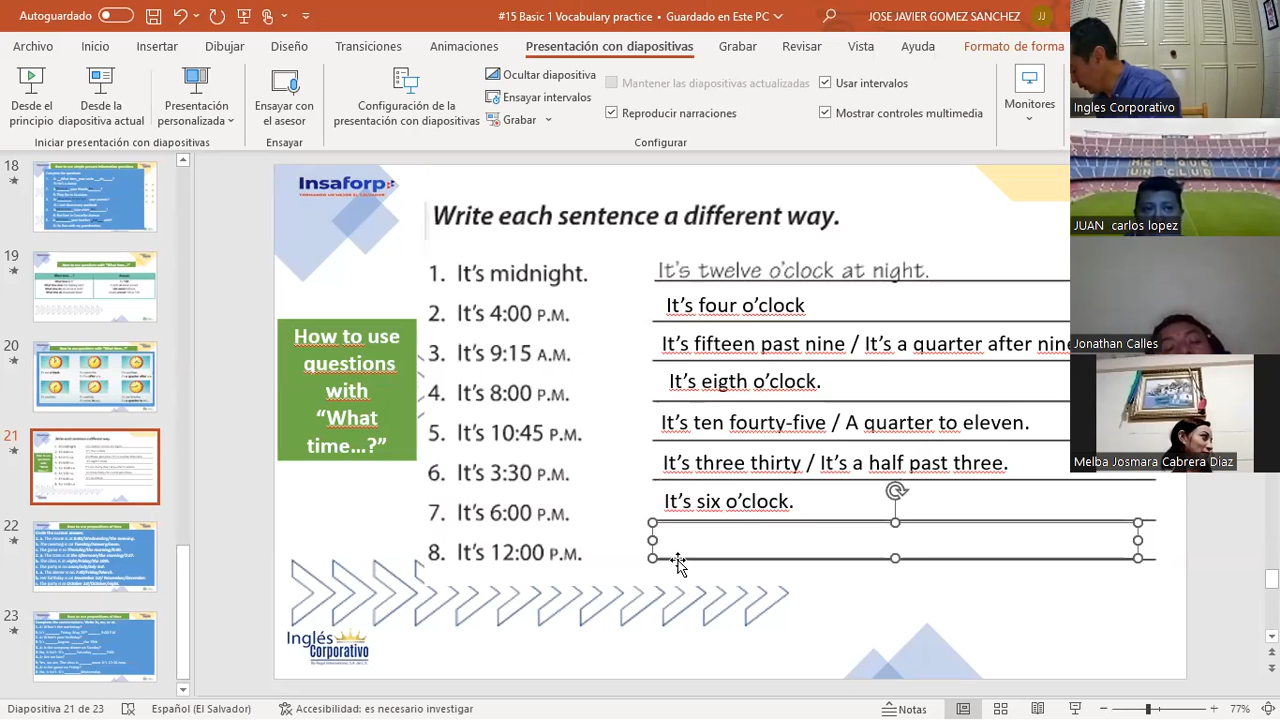 Autoguardado
#15 Basic 1 Vocabulary practice • Guardado en Este PC
JOSE JAVIER GOMEZ SANCHEZ
JJ
Archivo Inicio Insertar Dibujar Diseño Transiciones Animaciones Presentación con diapositivas Grabar Revisar Vista Ayuda Formato de forma
Desde el principio
Desde la diapositiva actual
Presentación personalizada
Ensayar con el asesor
Configuración de la presentación con diapositivas
Ocultar diapositiva
Ensayar intervalos
Grabar
Mantener las diapositivas actualizadas
Reproducir narraciones
Usar intervalos
Mostrar controles multimedia
Monitores
Iniciar presentación con diapositivas
Ensayar
Configurar
Ingles Corporativo
JUAN carlos lopez
Jonathan Calles
Melba Josmara Cabrera Diaz
18
19
20
21
22
23
Insaforp
Write each sentence a different way.
How to use
questions
with
“What
time…?”
1. It's midnight. It's twelve o'clock at night.
2. It's 4:00 P.M. It’s four o’clock
3. It's 9:15 A.M. It’s fifteen past nine / It’s a quarter after nine
4. It's 8:00 P.M. It’s eigth o’clock.
5. It's 10:45 P.M. It’s ten founty five / A quarter to eleven.
6. It's 3:30 P.M. It’s three thirty / It’s a half past three.
7. It's 6:00 P.M. It’s six o’clock.
8. It's 12:00 P.M.
Inglés
Corporativo
Diapositiva 21 de 23
Español (El Salvador)
Accesibilidad: es necesario investigar
Notas
77%